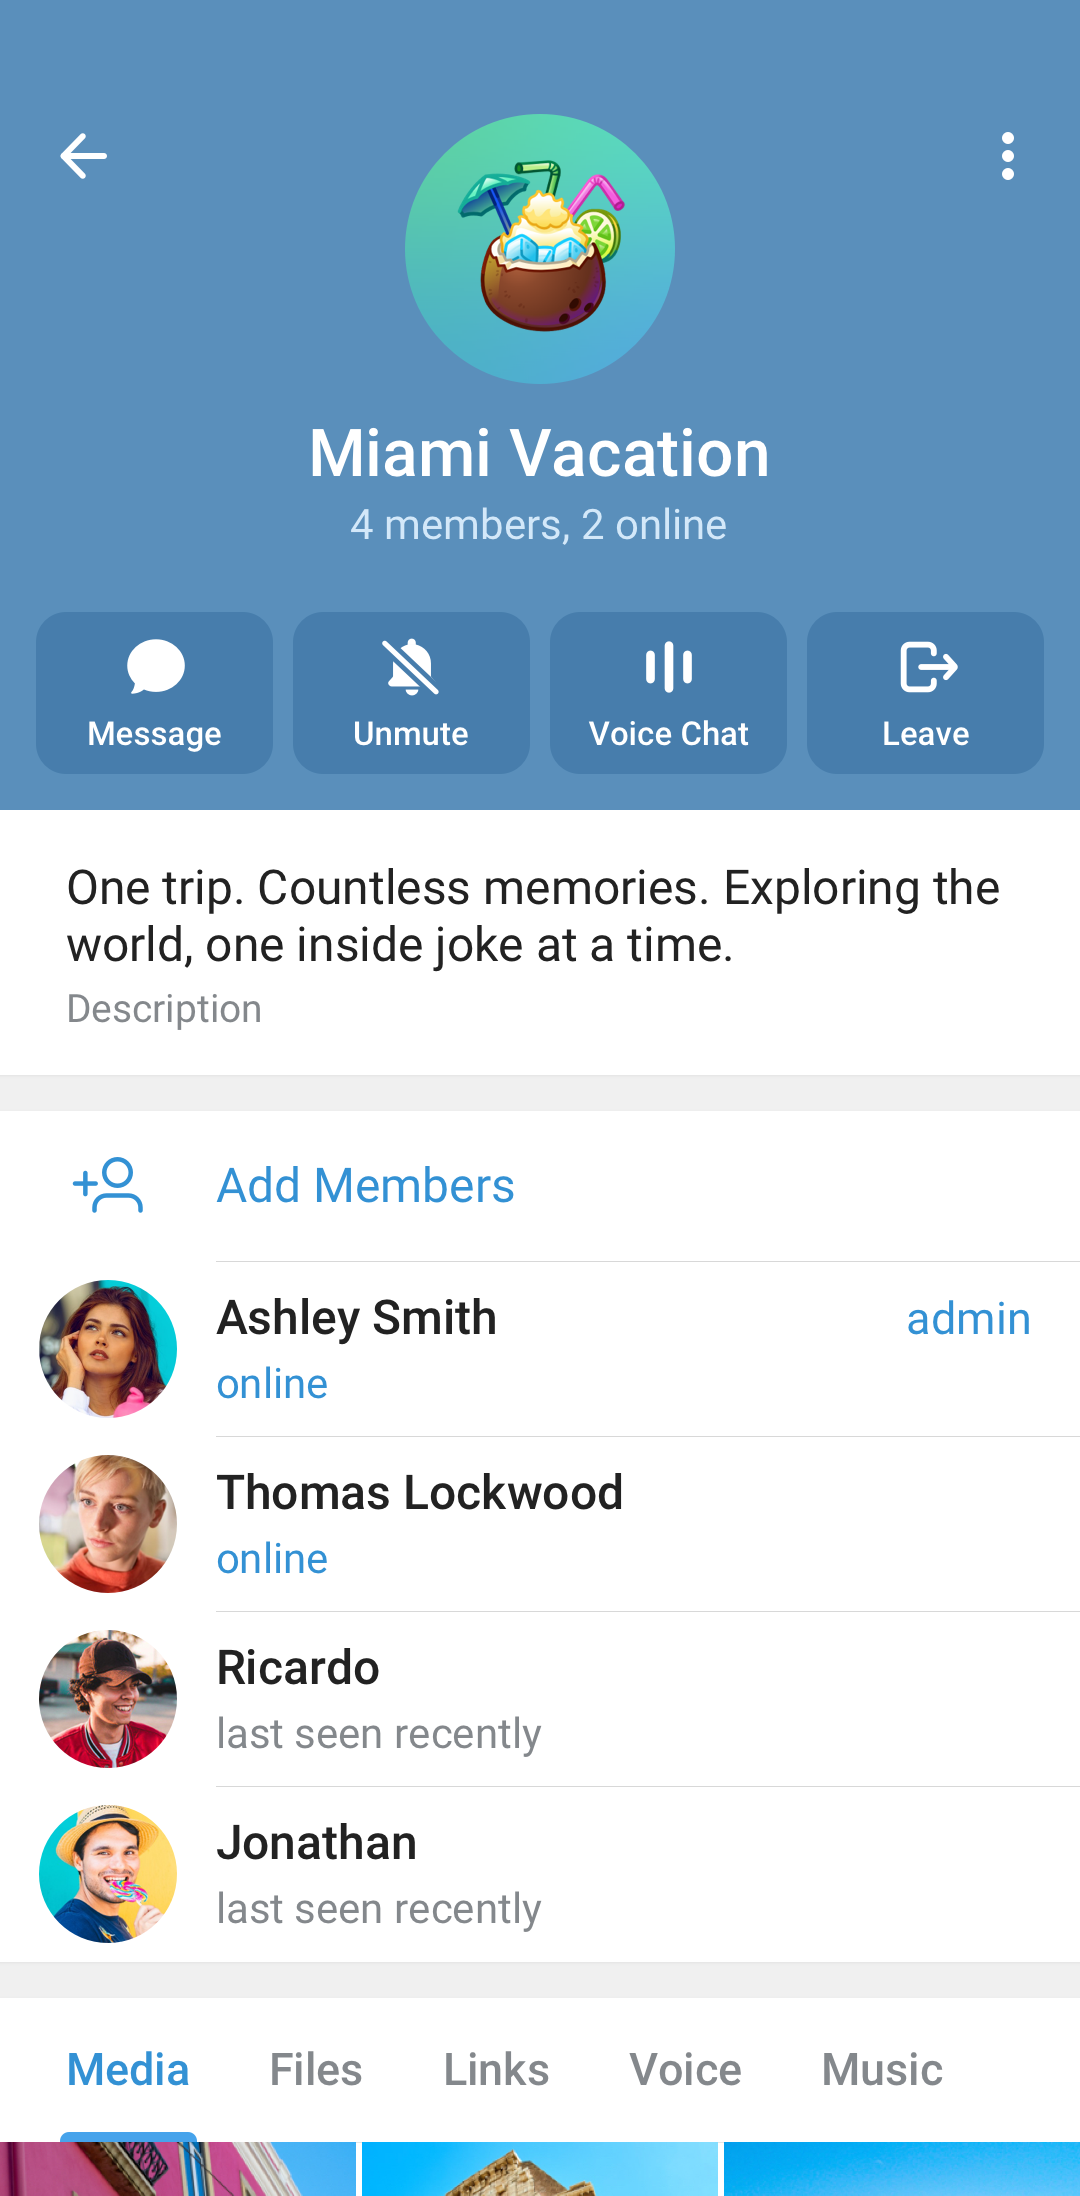 Miami Vacation
4 members, 2 online
Message
Unmute
Voice Chat
Leave
One trip. Countless memories. Exploring the
world, one inside joke at a time.
Description
Add Members
Ashley Smith
admin
online
Thomas Lockwood
online
Ricardo
last seen recently
Jonathan
last seen recently
Media
Files
Links
Voice
Music